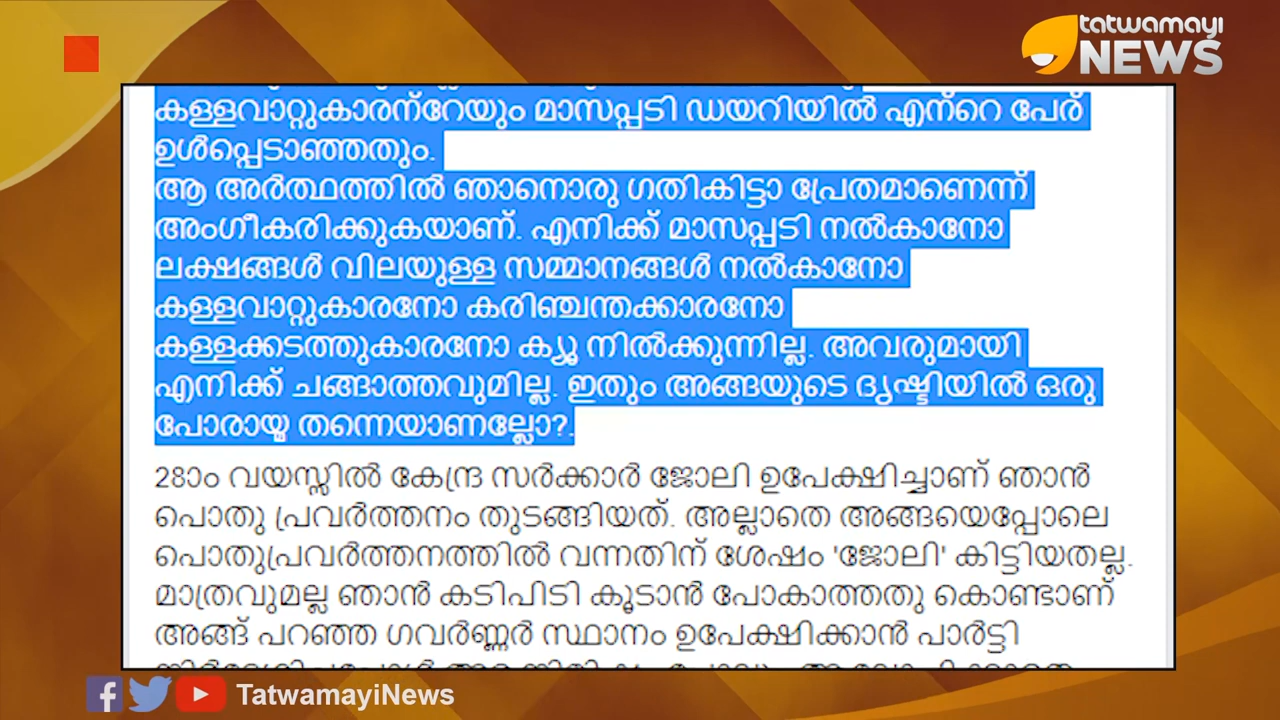 tatwamayi
NEWS
കള്ളവാറ്റുകാരന്റേയും മാസപ്പടി ഡയറിയിൽ എന്റെ പേര്
ഉൾപ്പെടാഞ്ഞതും.
ആ അർത്ഥത്തിൽ ഞാനൊരു ഗതികിട്ടാ പ്രേതമാണെന്ന്
അംഗീകരിക്കുകയാണ്. എനിക്ക് മാസപ്പടി നൽകാനോ
ലക്ഷങ്ങൾ വിലയുള്ള സമ്മാനങ്ങൾ നൽകാനോ
കള്ളവാറ്റുകാരനോ കരിഞ്ചന്തക്കാരനോ
കള്ളക്കടത്തുകാരനോ ക്യൂ നിൽക്കുന്നില്ല. അവരുമായി
എനിക്ക് ചങ്ങാത്തവുമില്ല. ഇതും അങ്ങയുടെ ദൃഷ്ടിയിൽ ഒരു
പോരായ്മ തന്നെയാണല്ലോ?.
28ാം വയസ്സിൽ കേന്ദ്ര സർക്കാർ ജോലി ഉപേക്ഷിച്ചാണ് ഞാൻ
പൊതു പ്രവർത്തനം തുടങ്ങിയത്. അല്ലാതെ അങ്ങയെപ്പോലെ
പൊതുപ്രവർത്തനത്തിൽ വന്നതിന് ശേഷം 'ജോലി' കിട്ടിയതല്ല.
മാത്രവുമല്ല ഞാൻ കടിപിടി കൂടാൻ പോകാത്തതു കൊണ്ടാണ്
അങ്ങ് പറഞ്ഞ ഗവർണ്ണർ സ്ഥാനം ഉപേക്ഷിക്കാൻ പാർട്ടി
TatwamayiNews